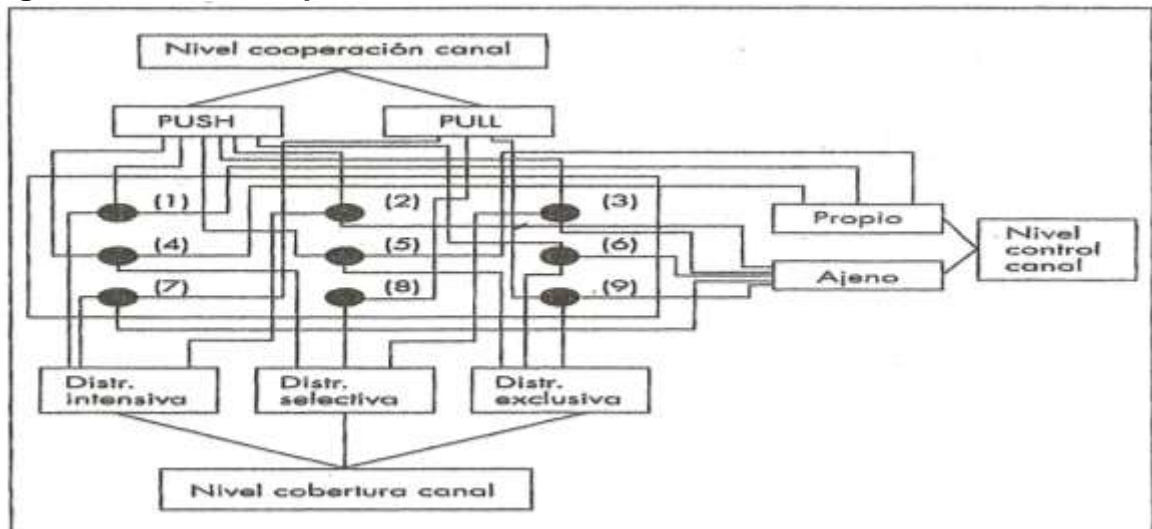 Nivel cooperación canal
PUSH
PULL
(1)
(2)
(3)
Propio
Nivel
control
canal
(4)
(5)
(6)
Ajeno
(7)
(8)
(9)
Distr.
intensiva
Distr.
selectiva
Distr.
exclusiva
Nivel cobertura canal